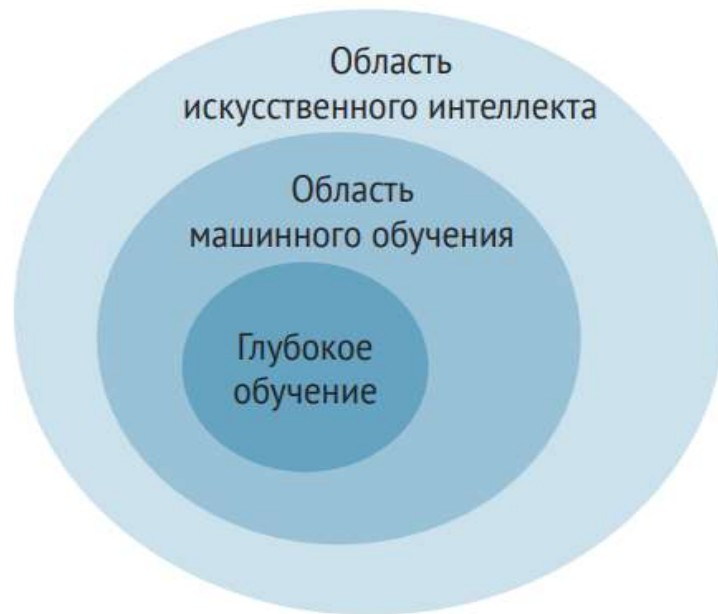 Область
искусственного интеллекта
Область
машинного обучения
Глубокое
обучение